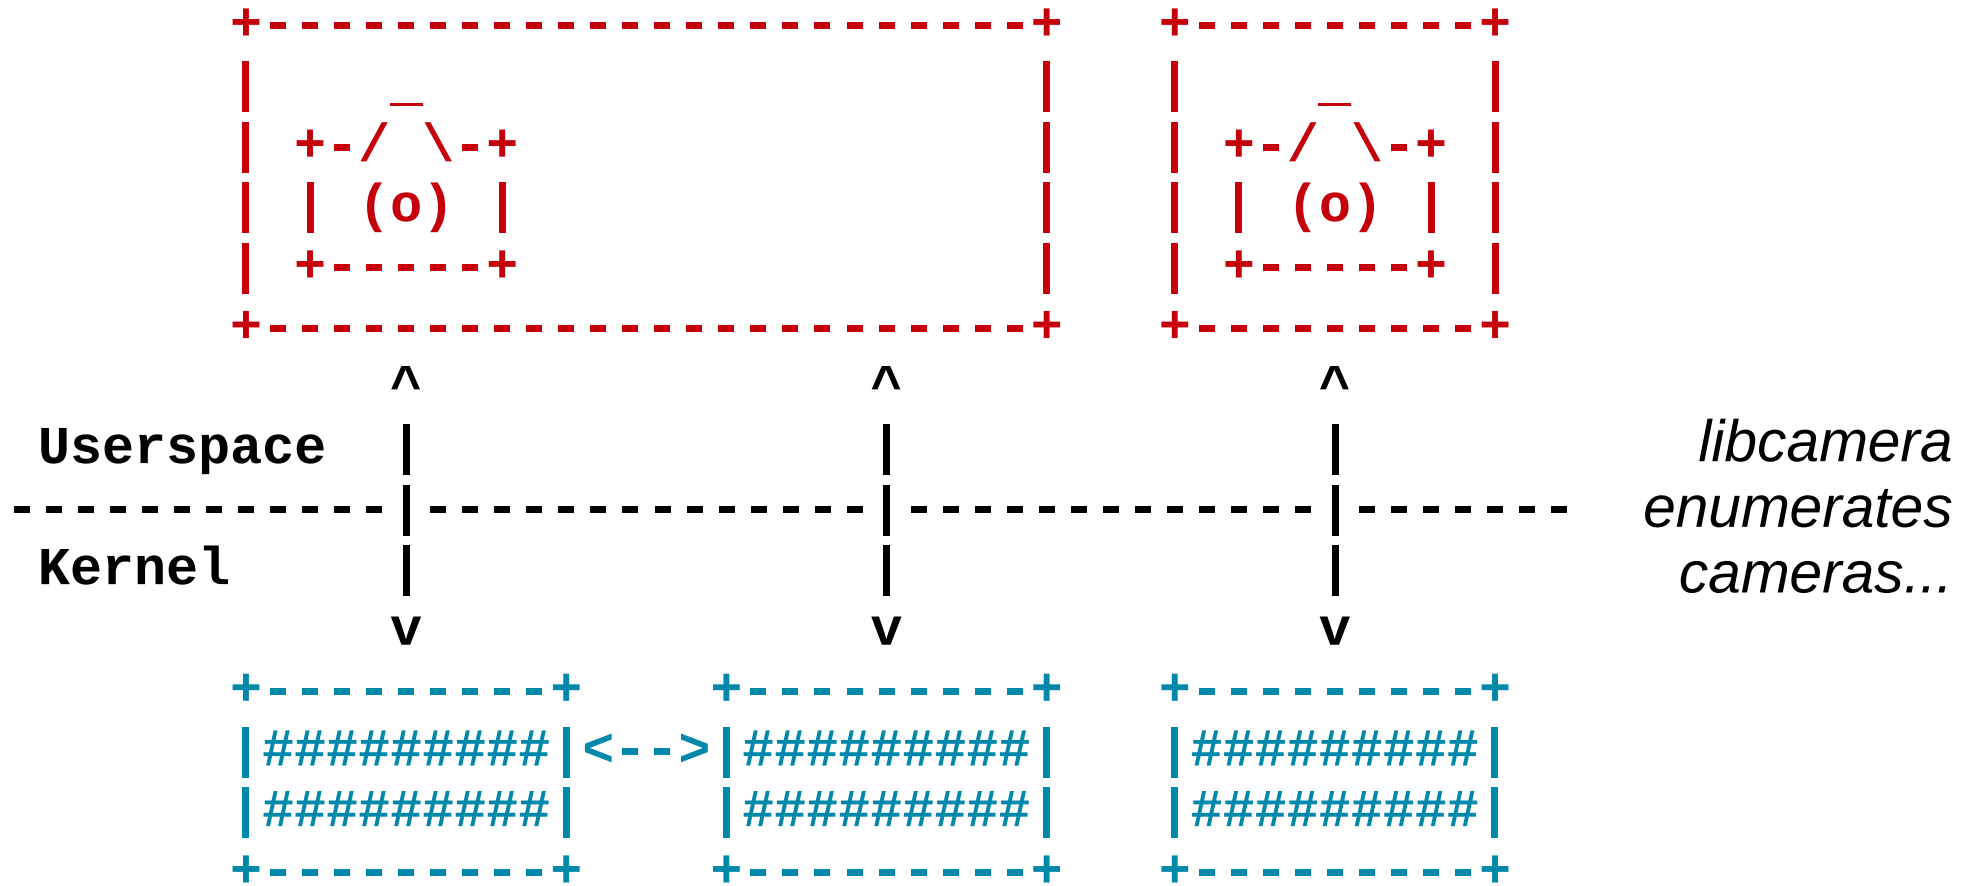 +------------------------+   +---------+
|                        |   |         |
|    _                   |   |    _    |
| +-/ \-+                |   | +-/ \-+ |
| | (o) |                |   | | (o) | |
| +-----+                |   | +-----+ |
+------------------------+   +---------+
^              ^             ^
Userspace   |              |             |
------------|--------------|-------------|-------
Kernel      |              |             |
v              v             v
libcamera
enumerates
cameras...
+---------+    +---------+   +---------+
|#########|<-->|#########|   |#########|
|#########|    |#########|   |#########|
+---------+    +---------+   +---------+